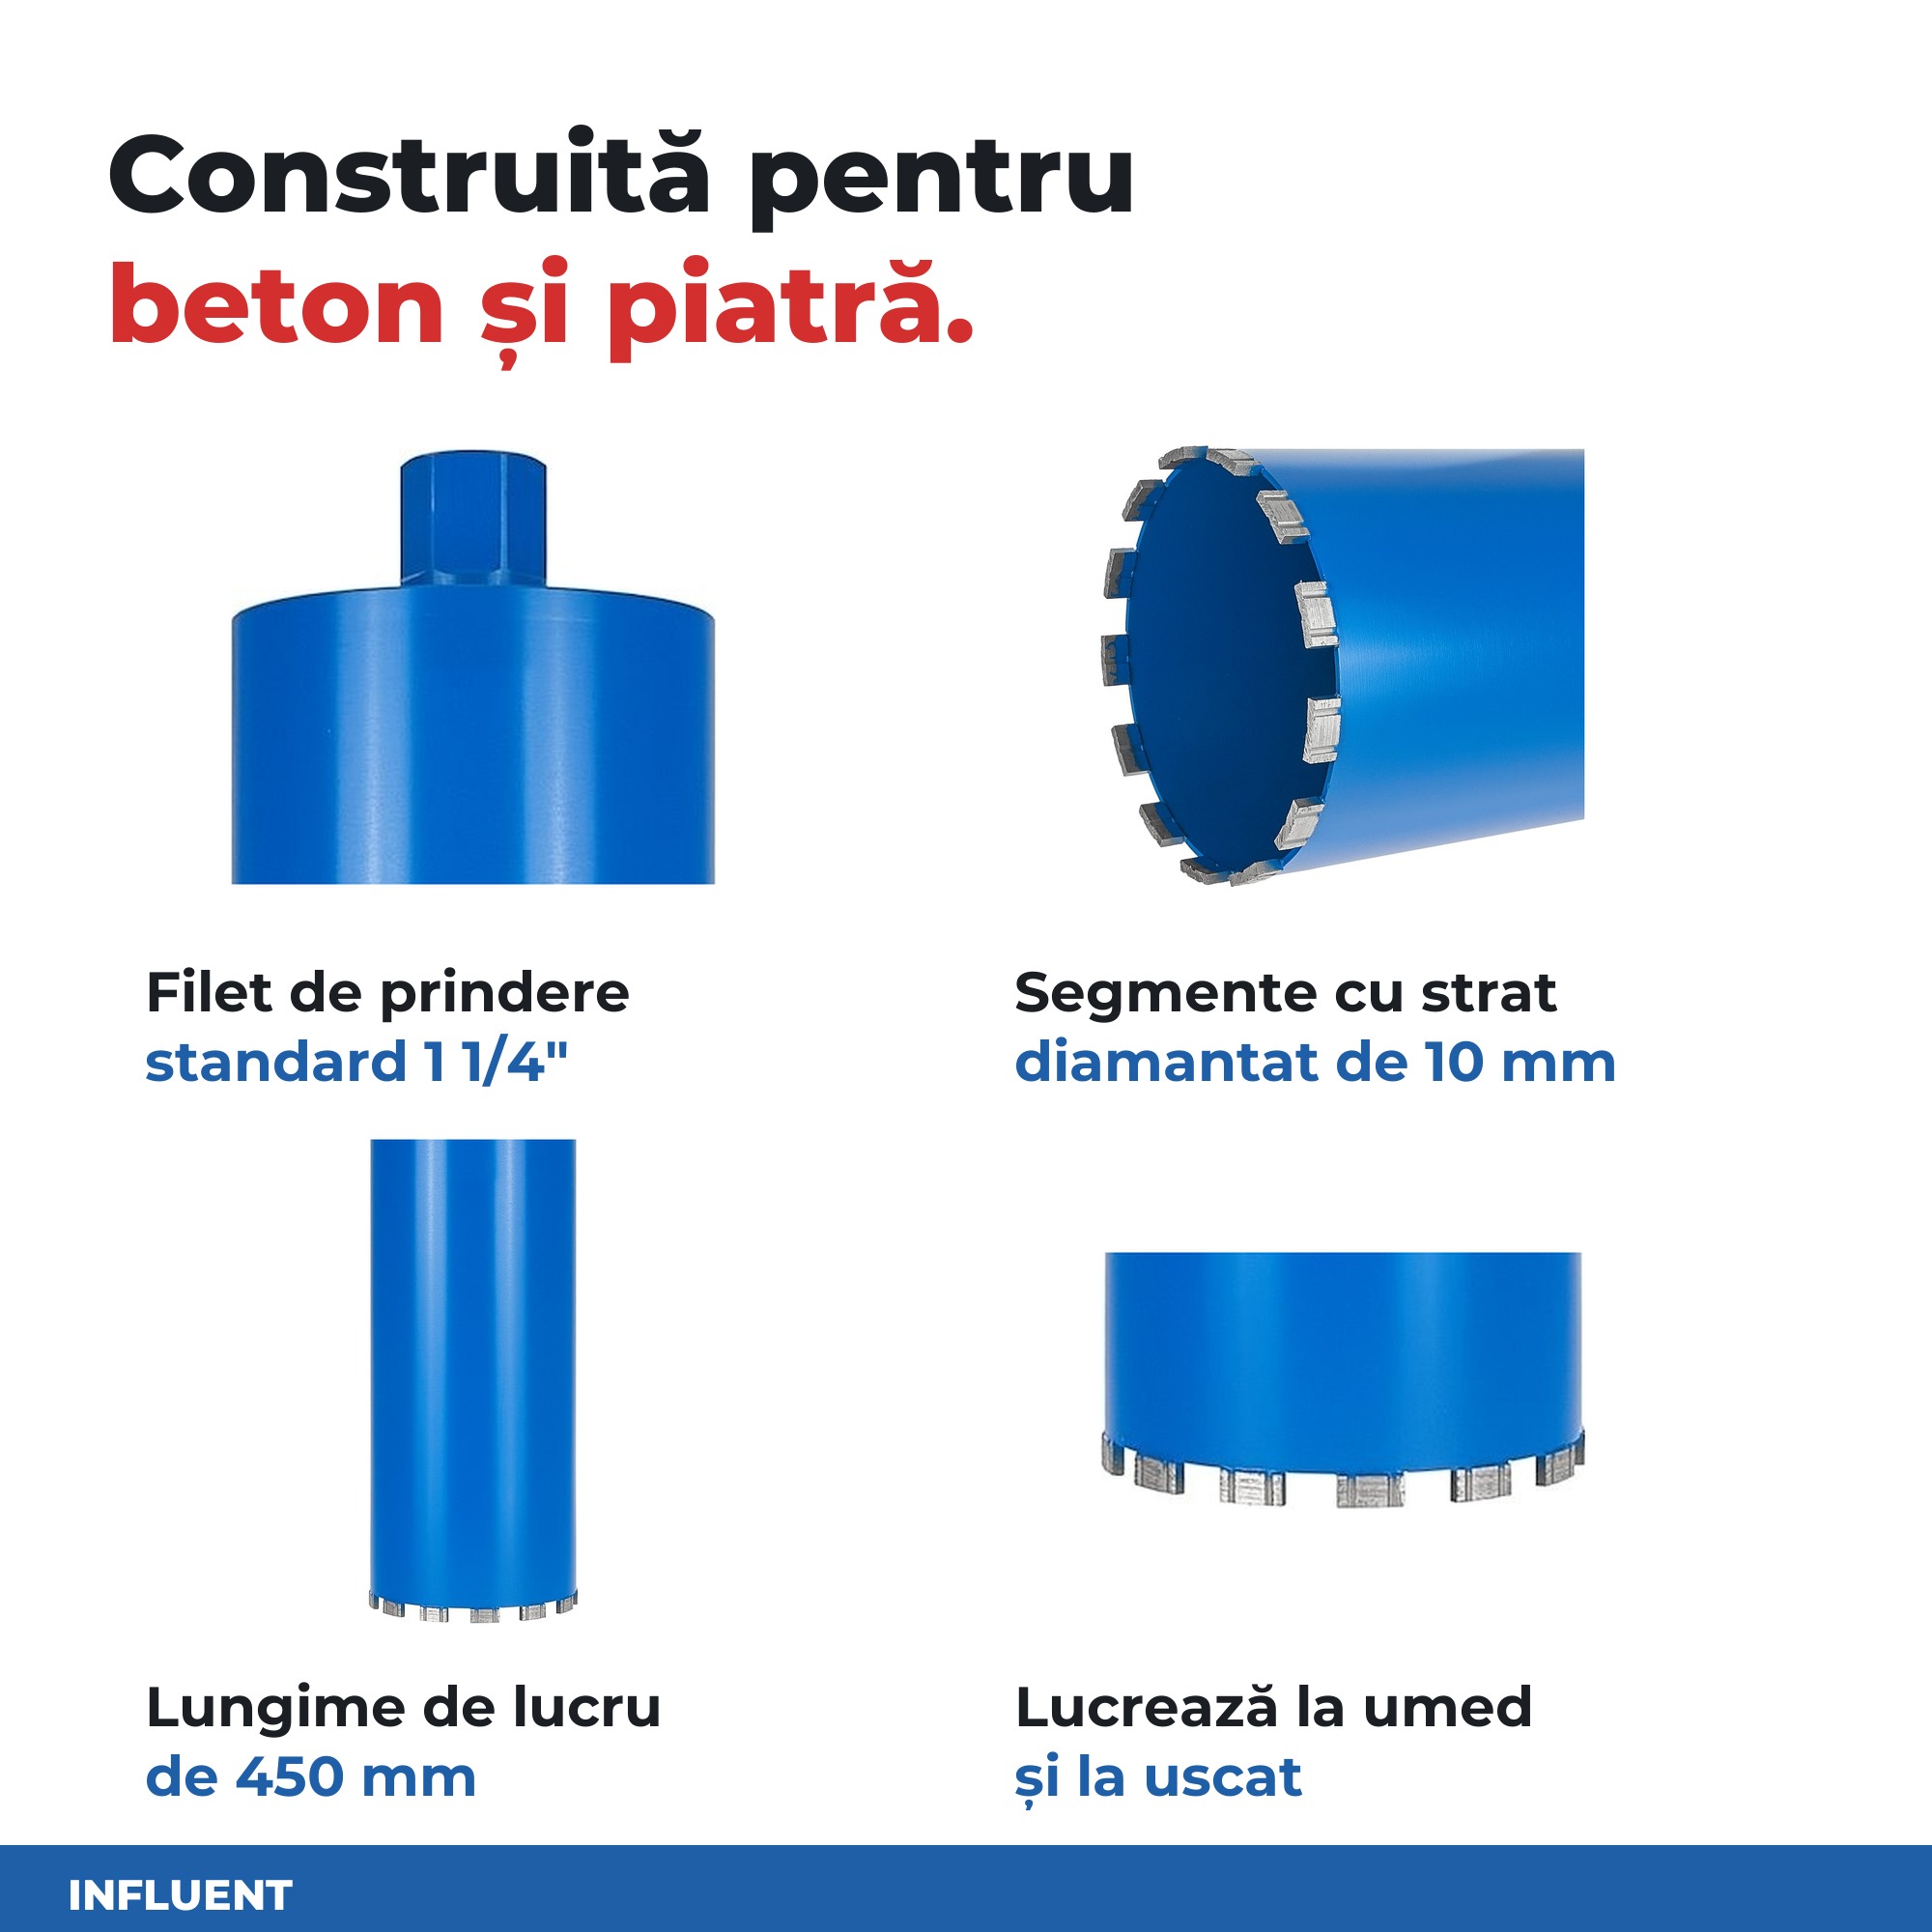 Construită pentru
beton și piatră.
Filet de prindere
standard 1 1/4"
Segmente cu strat
diamantat de 10 mm
Lungime de lucru
de 450 mm
Lucrează la umed
și la uscat
INFLUENT